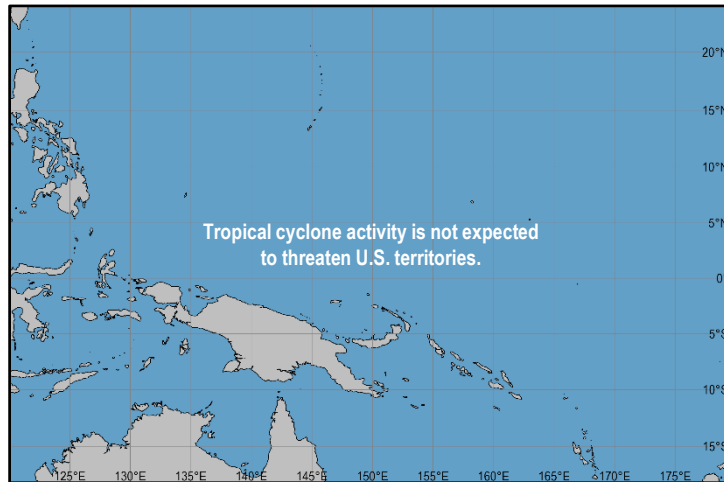 20°N
15°N
10°N
5°N
Tropical cyclone activity is not expected
to threaten U.S. territories.
0°
5°S
10°S
15°S
125°E 130°E 135°E 140°E 145°E 150°E 155°E 160°E 165°E 170°E 175°E